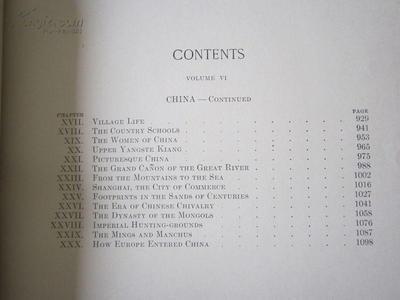 CONTENTS
VOLUME VI
CHINA — CONTINUED
CHAPTER PAGE
XVII. VILLAGE LIFE . . . . . . . . . 929
XVIII. THE COUNTRY SCHOOLS . . . . . . . 941
XIX. THE WOMEN OF CHINA . . . . . . . 953
XX. UPPER YANGSTE KIANG . . . . . . . 965
XXI. PICTURESQUE CHINA . . . . . . . 975
XXII. THE GRAND CAÑON OF THE GREAT RIVER . . . . . 988
XXIII. FROM THE MOUNTAINS TO THE SEA . . . . . 1002
XXIV. SHANGHAI, THE CITY OF COMMERCE . . . . . 1016
XXV. FOOTPRINTS IN THE SANDS OF CENTURIES . . . . . 1027
XXVI. THE ERA OF CHINESE CHIVALRY . . . . . 1041
XXVII. THE DYNASTY OF THE MONGOLS . . . . . 1058
XXVIII. IMPERIAL HUNTING-GROUNDS . . . . . . 1076
XXIX. THE MINGS AND MANCHUS . . . . . . 1087
XXX. HOW EUROPE ENTERED CHINA . . . . . . 1098